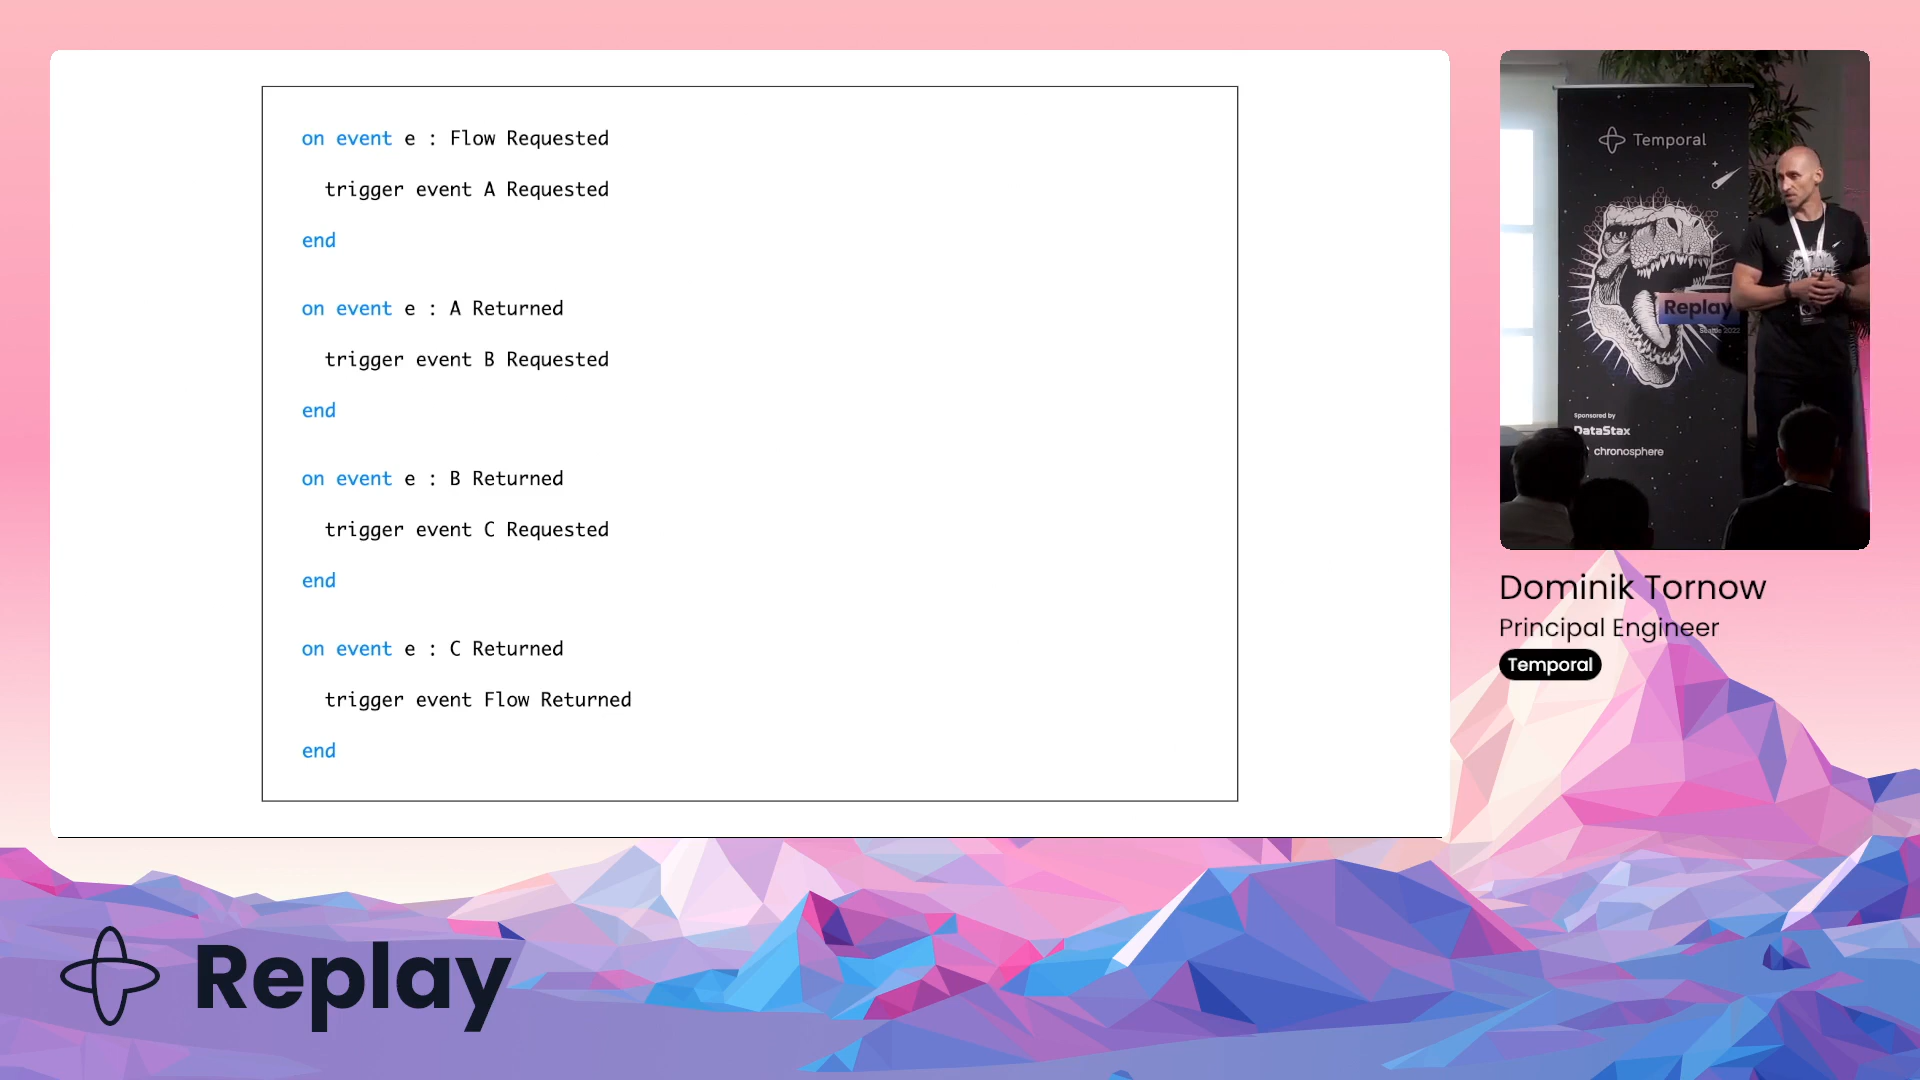 on event e : Flow Requested
trigger event A Requested
end
on event e : A Returned
trigger event B Requested
end
on event e : B Returned
trigger event C Requested
end
on event e : C Returned
trigger event Flow Returned
end
Temporal
Replay
Seattle 2022
Sponsored by
DataStax
chronosphere
Dominik Tornow
Principal Engineer
Temporal
Replay